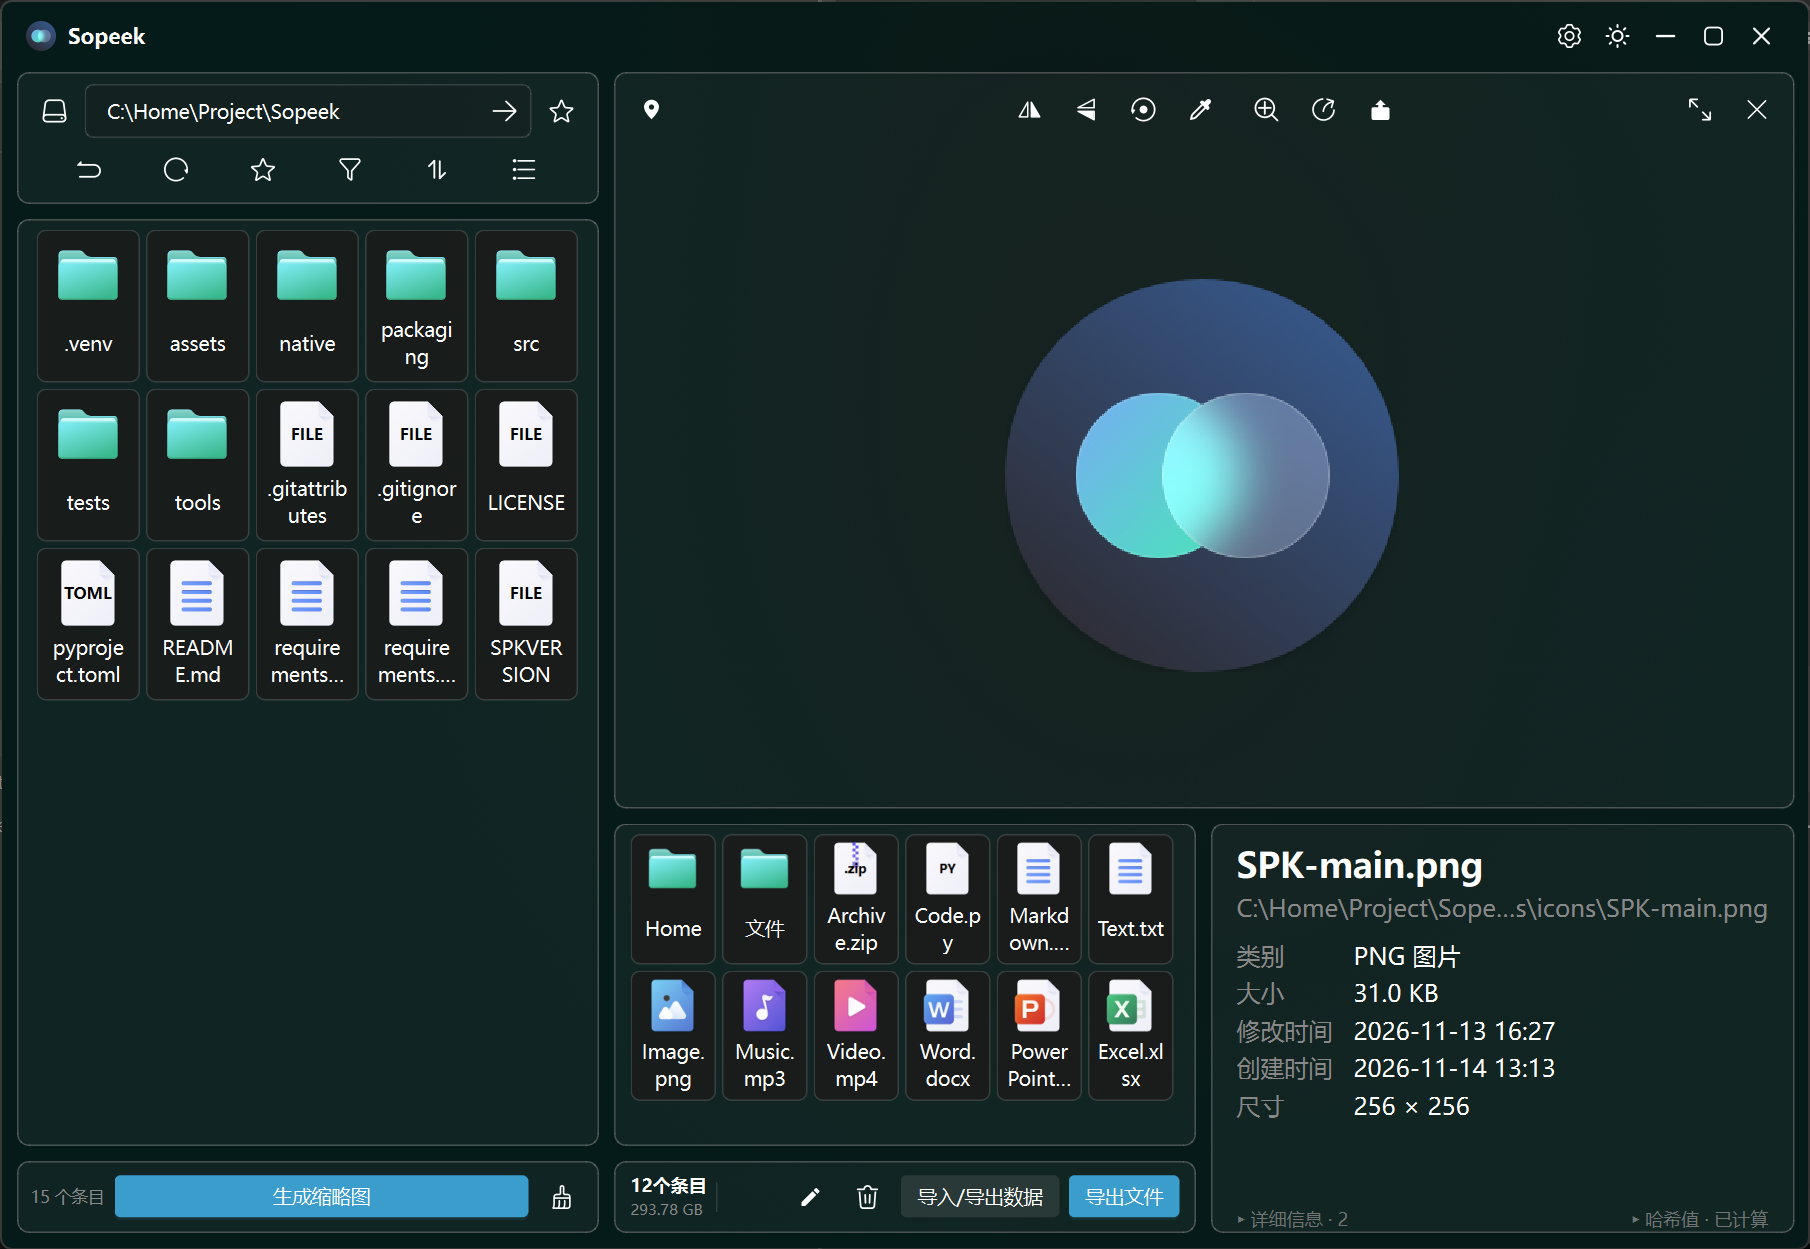 Sopeek
C:\Home\Project\Sopeek
.venv
assets
native
packagi
ng
src
tests
tools
FILE
.gitattrib
utes
FILE
.gitignor
e
FILE
LICENSE
TOML
pyproje
ct.toml
READM
E.md
require
ments...
require
ments....
FILE
SPKVER
SION
15 个条目
生成缩略图
Home
文件
.zip
Archiv
e.zip
PY
Code.p
y
Markd
own....
Text.txt
Image.
png
Music.
mp3
Video.
mp4
W
Word.
docx
P
Power
Point...
X
Excel.xl
sx
12个条目
293.78 GB
导入/导出数据
导出文件
SPK-main.png
C:\Home\Project\Sope...s\icons\SPK-main.png
类别 PNG 图片
大小 31.0 KB
修改时间 2026-11-13 16:27
创建时间 2026-11-14 13:13
尺寸 256 × 256
▸ 详细信息 · 2
▸ 哈希值 · 已计算